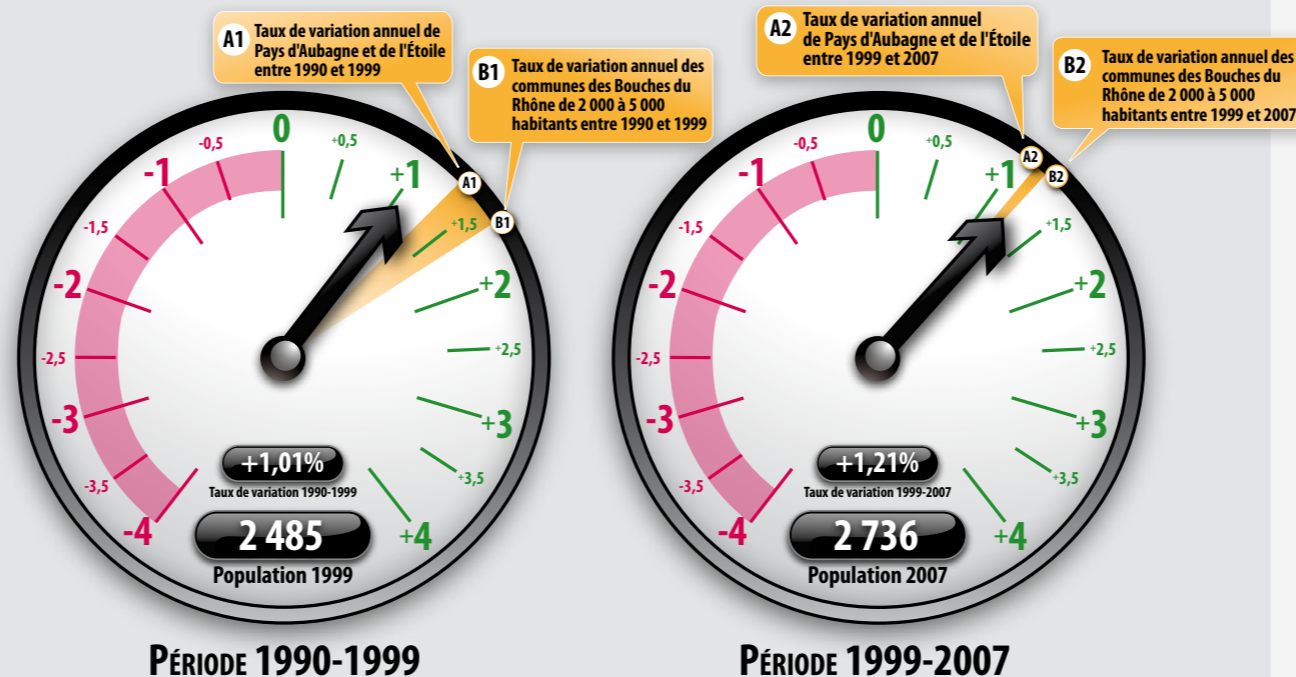 A1
Taux de variation annuel de
Pays d'Aubagne et de l'Étoile
entre 1990 et 1999
B1
Taux de variation annuel des
communes des Bouches du
Rhône de 2 000 à 5 000
habitants entre 1990 et 1999
0
-0,5
+0,5
-1
+1
A1
B1
-1,5
+1,5
-2
+2
-2,5
+2,5
-3
+3
-3,5
+3,5
-4
+4
+1,01%
Taux de variation 1990-1999
2 485
Population 1999
PÉRIODE 1990-1999
A2
Taux de variation annuel
de Pays d'Aubagne et de l'Étoile
entre 1999 et 2007
B2
Taux de variation annuel des
communes des Bouches du
Rhône de 2 000 à 5 000
habitants entre 1999 et 2007
0
-0,5
+0,5
-1
+1
A2
B2
-1,5
+1,5
-2
+2
-2,5
+2,5
-3
+3
-3,5
+3,5
-4
+4
+1,21%
Taux de variation 1999-2007
2 736
Population 2007
PÉRIODE 1999-2007